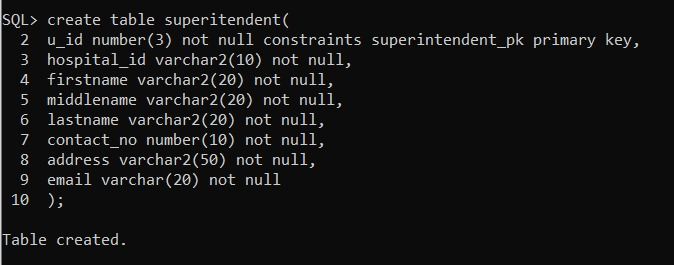 SQL> create table superitendent(
2 u_id number(3) not null constraints superintendent_pk primary key,
3 hospital_id varchar2(10) not null,
4 firstname varchar2(20) not null,
5 middlename varchar2(20) not null,
6 lastname varchar2(20) not null,
7 contact_no number(10) not null,
8 address varchar2(50) not null,
9 email varchar(20) not null
10 );
Table created.